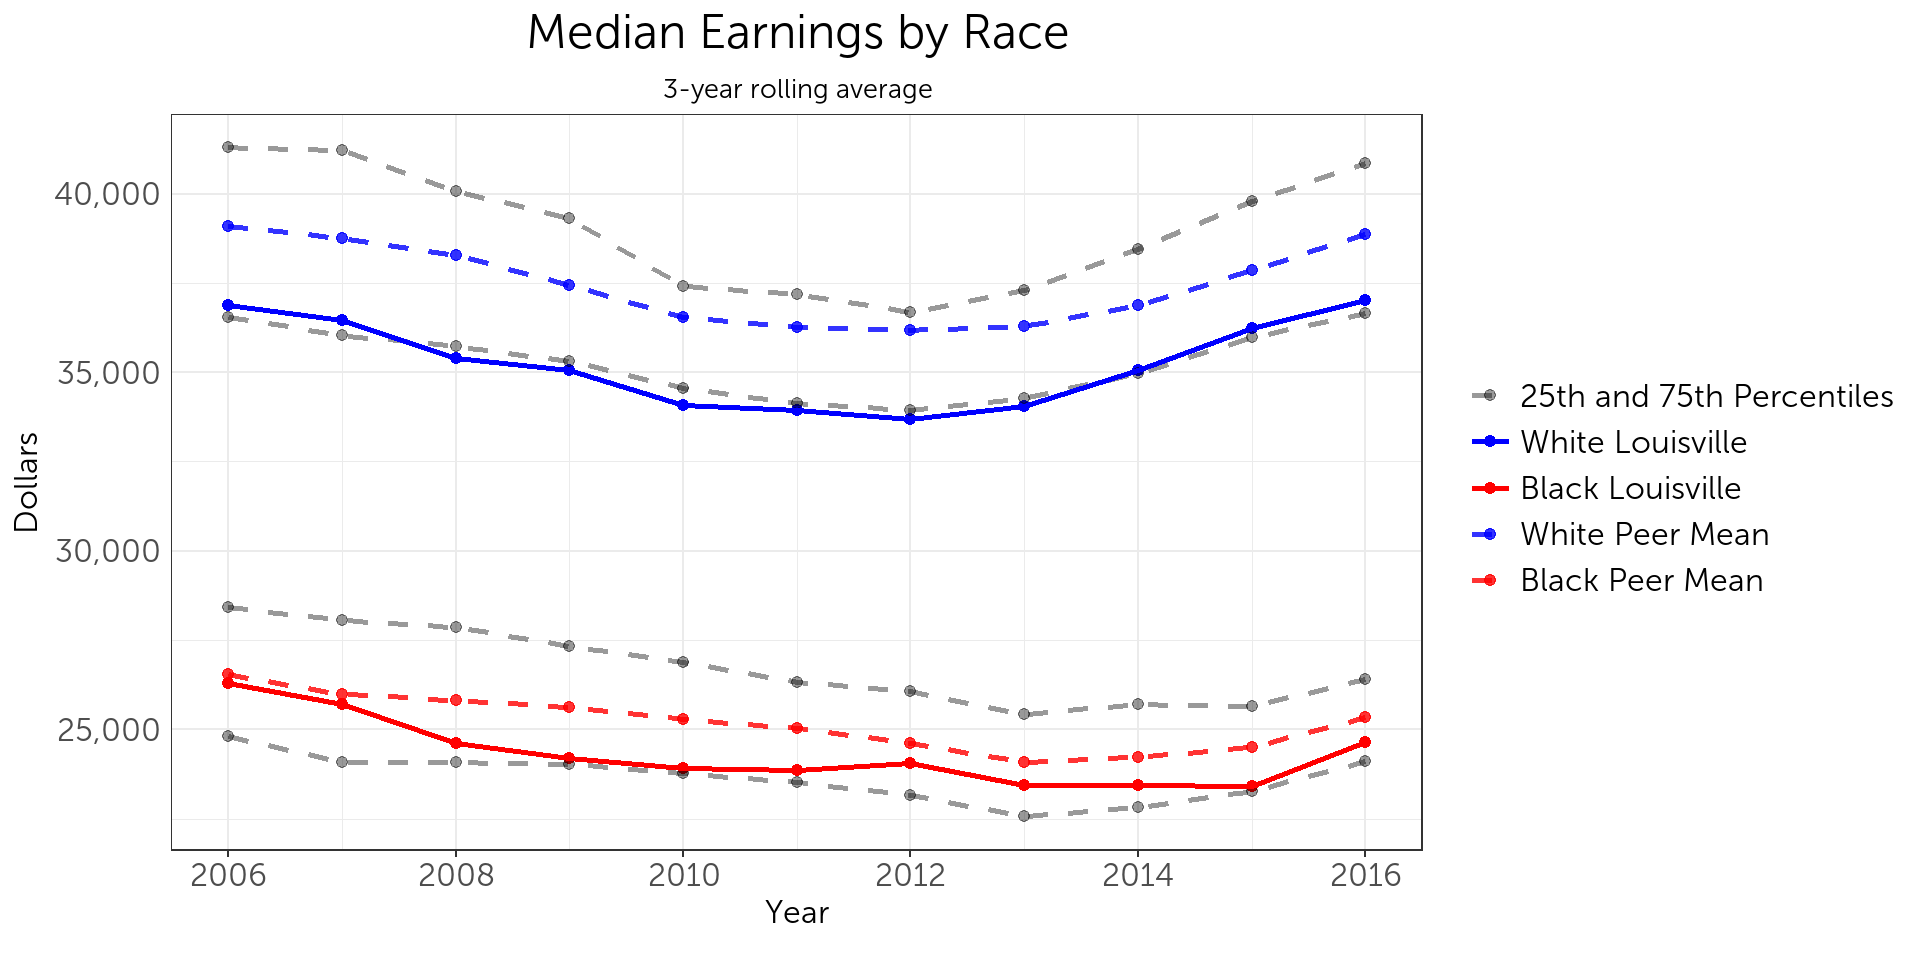 Median Earnings by Race
3-year rolling average
Dollars
40,000
35,000
30,000
25,000
2006 2008 2010 2012 2014 2016
Year
25th and 75th Percentiles
White Louisville
Black Louisville
White Peer Mean
Black Peer Mean